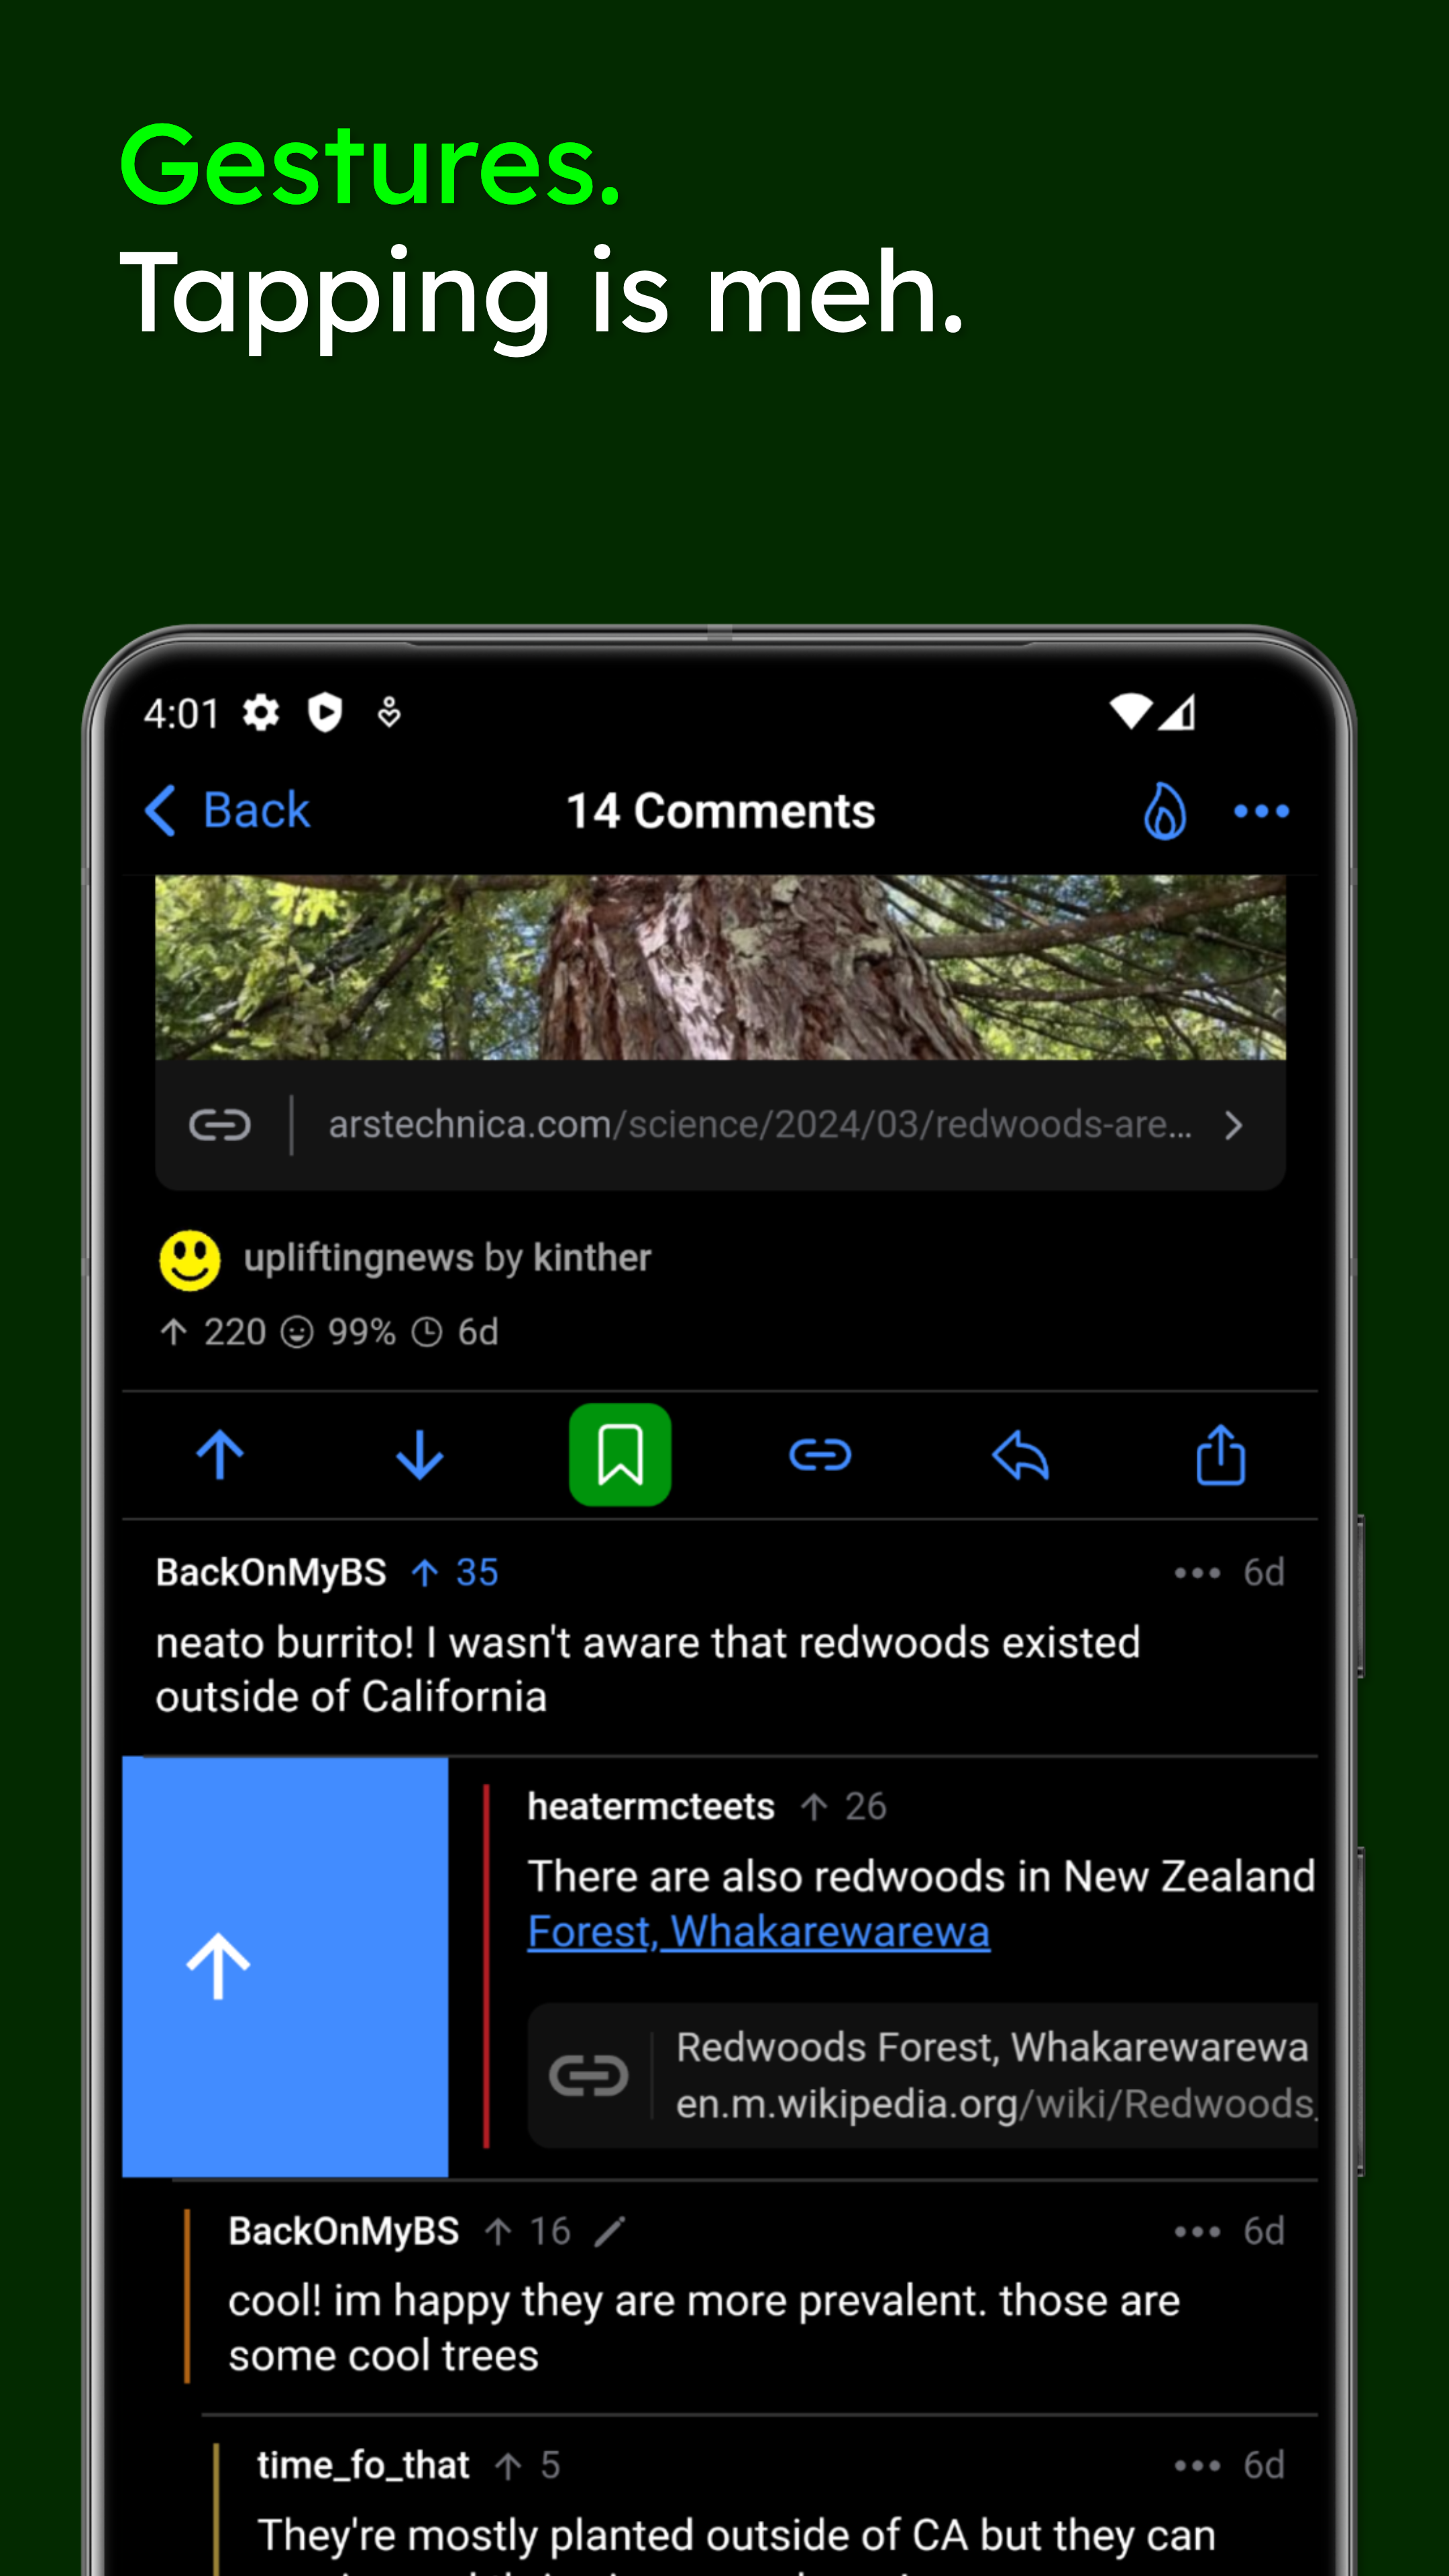 Gestures.
Tapping is meh.
4:01
Back
14 Comments
arstechnica.com/science/2024/03/redwoods-are…
upliftingnews by kinther
220 99% 6d
BackOnMyBS 35 6d
neato burrito! I wasn't aware that redwoods existed
outside of California
heatermcteets 26
There are also redwoods in New Zealand
Forest, Whakarewarewa
Redwoods Forest, Whakarewarewa
en.m.wikipedia.org/wiki/Redwoods_
BackOnMyBS 16 6d
cool! im happy they are more prevalent. those are
some cool trees
time_fo_that 5 6d
They're mostly planted outside of CA but they can